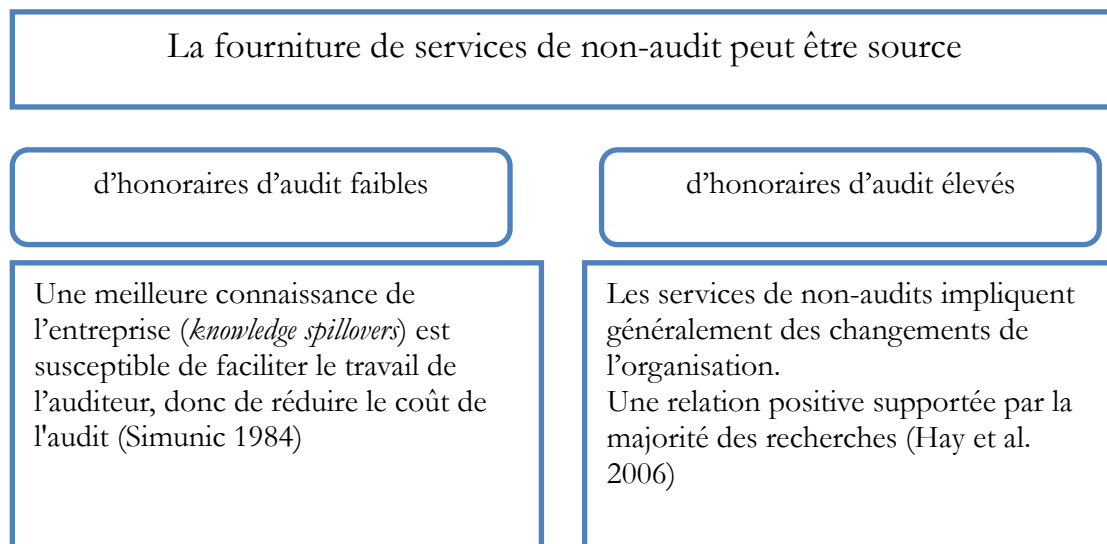 La fourniture de services de non-audit peut être source
d’honoraires d’audit faibles
d’honoraires d’audit élevés
Une meilleure connaissance de
l’entreprise (knowledge spillovers) est
susceptible de faciliter le travail de
l’auditeur, donc de réduire le coût de
l'audit (Simunic 1984)
Les services de non-audits impliquent
généralement des changements de
l’organisation.
Une relation positive supportée par la
majorité des recherches (Hay et al.
2006)